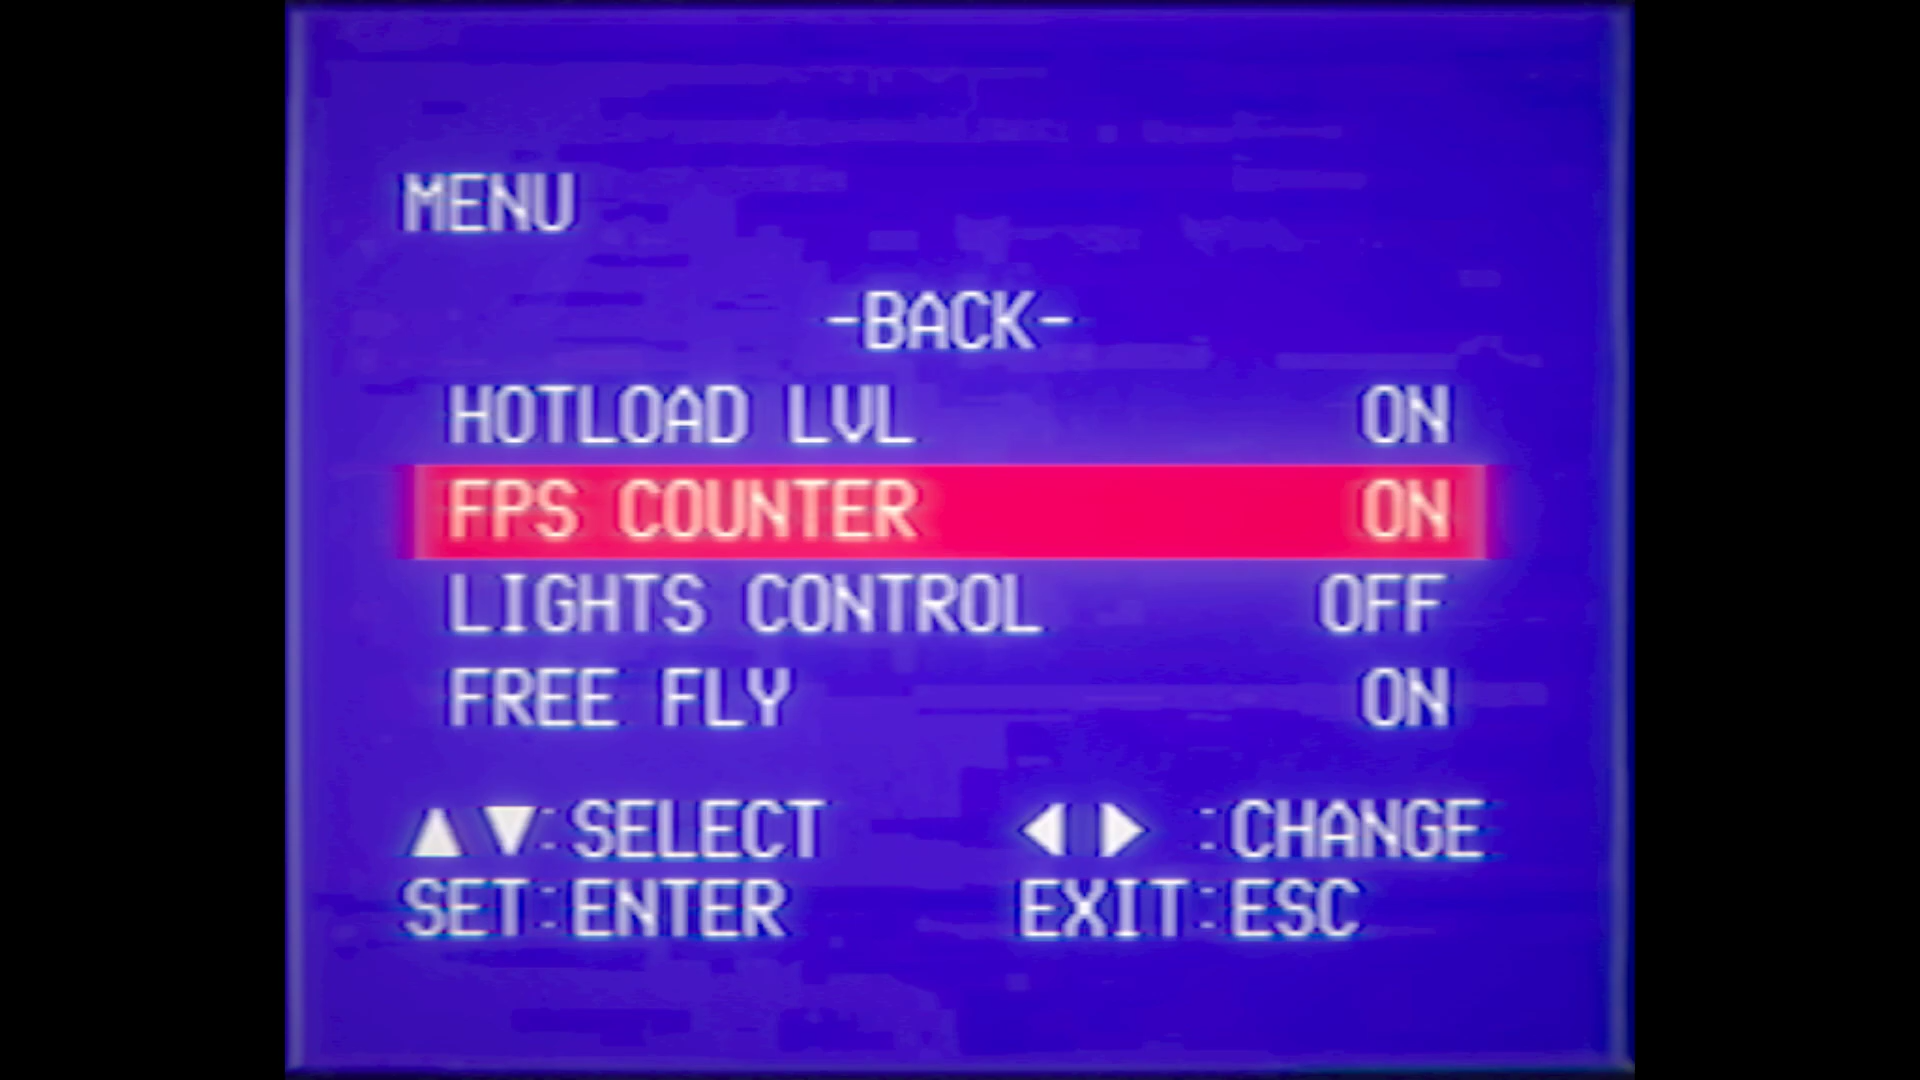 MENU
-BACK-
HOTLOAD LVL ON
FPS COUNTER ON
LIGHTS CONTROL OFF
FREE FLY ON
▲▼:SELECT ◀▶ :CHANGE
SET:ENTER EXIT:ESC